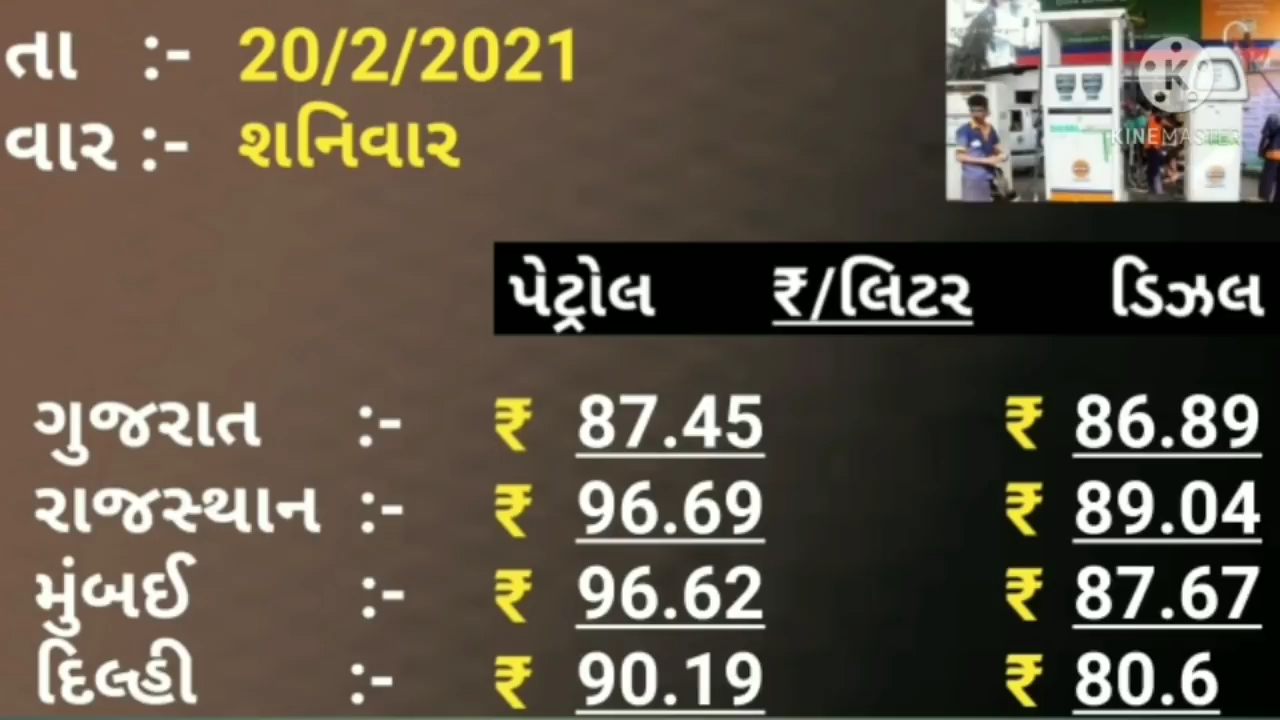 તા :- 20/2/2021
વાર :- શનિવાર
KINEMASTER
પેટ્રોલ ₹/લિટર ડિઝલ
ગુજરાત :- ₹ 87.45 ₹ 86.89
રાજસ્થાન :- ₹ 96.69 ₹ 89.04
મુંબઈ :- ₹ 96.62 ₹ 87.67
દિલ્હી :- ₹ 90.19 ₹ 80.6